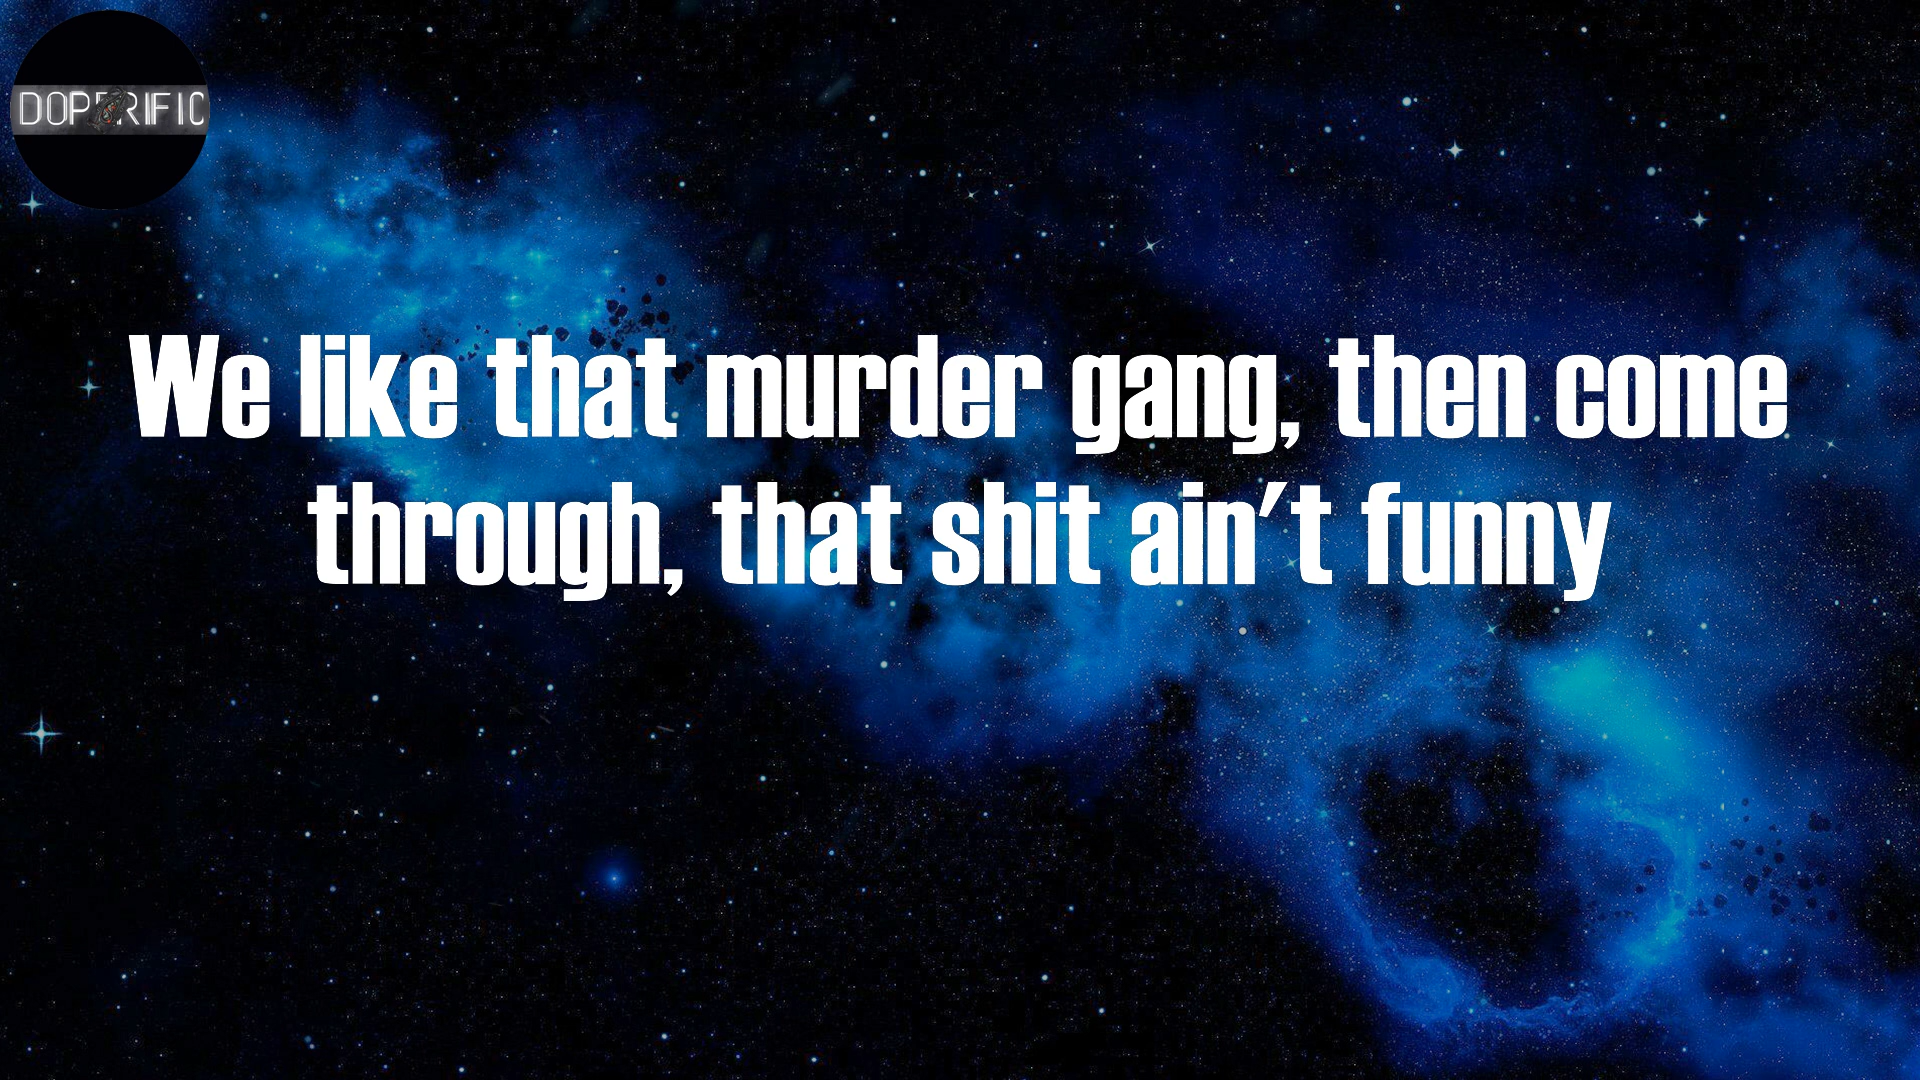 DOPERIFIC
We like that murder gang, then come
through, that shit ain't funny